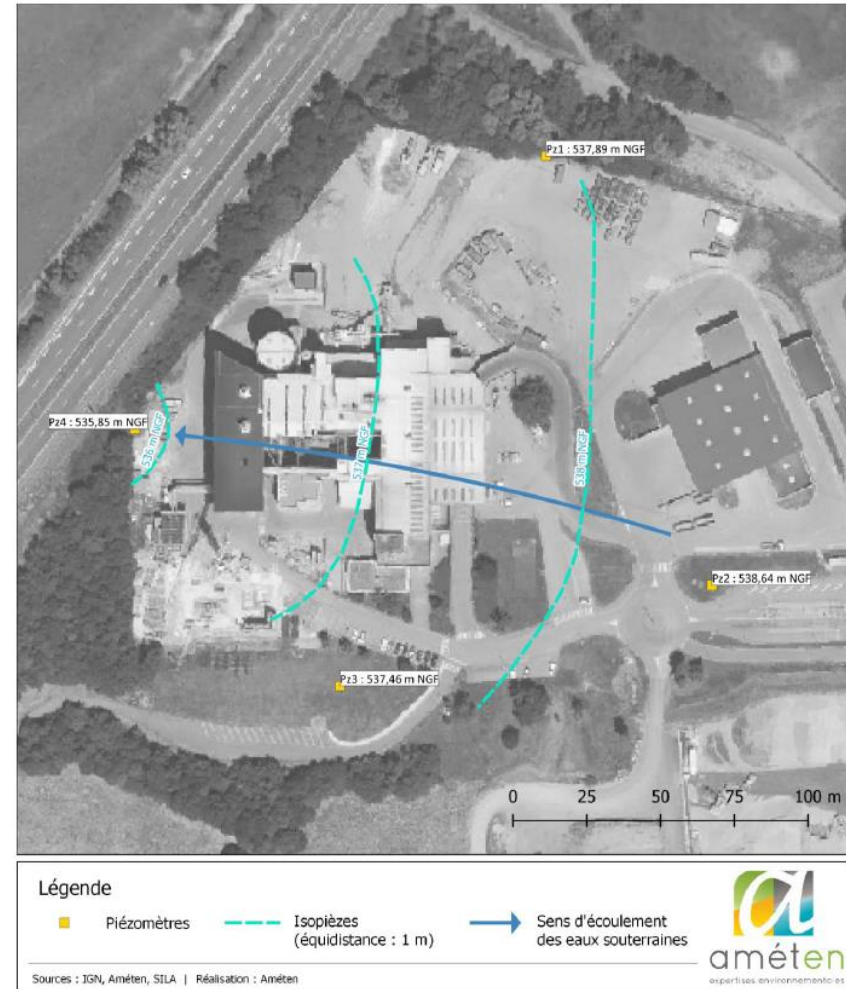 Pz1 : 537,89 m NGF
Pz4 : 535,85 m NGF
536 m NGF
537 m NGF
538 m NGF
Pz2 : 538,64 m NGF
Pz3 : 537,46 m NGF
0 25 50 75 100 m
Légende
Piézomètres
Isopièzes
(équidistance : 1 m)
Sens d'écoulement
des eaux souterraines
améten
expertises environnementales
Sources : IGN, Améten, SILA | Réalisation : Améten